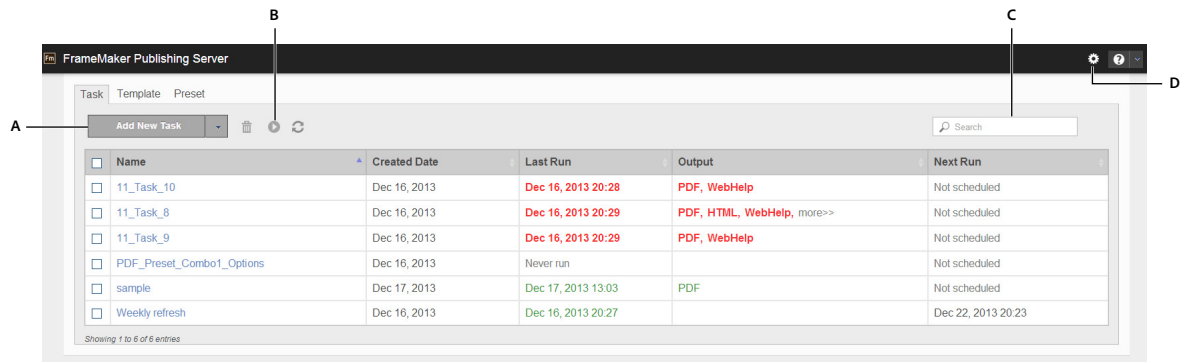 B C
Fm FrameMaker Publishing Server ?
D
Task Template Preset
A Add New Task Search
Name Created Date Last Run Output Next Run
11_Task_10 Dec 16, 2013 Dec 16, 2013 20:28 PDF, WebHelp Not scheduled
11_Task_8 Dec 16, 2013 Dec 16, 2013 20:29 PDF, HTML, WebHelp, more>> Not scheduled
11_Task_9 Dec 16, 2013 Dec 16, 2013 20:29 PDF, WebHelp Not scheduled
PDF_Preset_Combo1_Options Dec 16, 2013 Never run Not scheduled
sample Dec 17, 2013 Dec 17, 2013 13:03 PDF Not scheduled
Weekly refresh Dec 16, 2013 Dec 16, 2013 20:27 Dec 22, 2013 20:23
Showing 1 to 6 of 6 entries